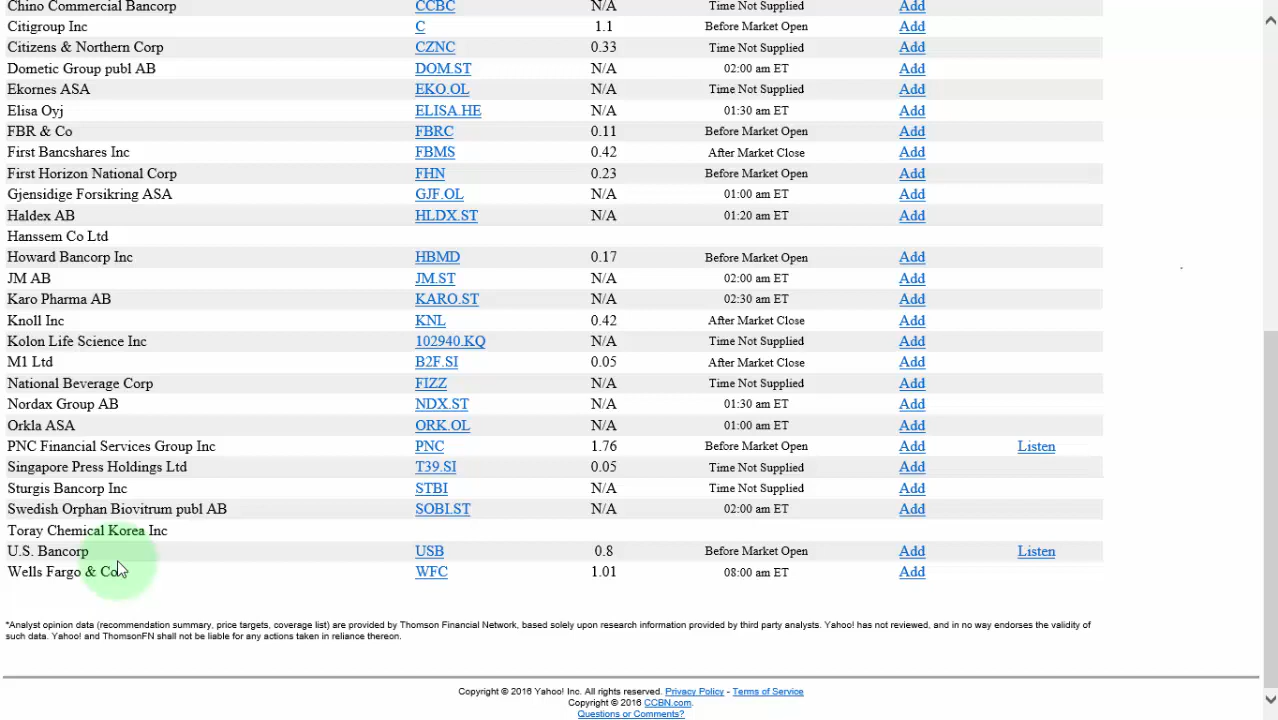 Chino Commercial Bancorp CCBC N/A Time Not Supplied Add
Citigroup Inc C 1.1 Before Market Open Add
Citizens & Northern Corp CZNC 0.33 Time Not Supplied Add
Dometic Group publ AB DOM.ST N/A 02:00 am ET Add
Ekornes ASA EKO.OL N/A Time Not Supplied Add
Elisa Oyj ELISA.HE N/A 01:30 am ET Add
FBR & Co FBRC 0.11 Before Market Open Add
First Bancshares Inc FBMS 0.42 After Market Close Add
First Horizon National Corp FHN 0.23 Before Market Open Add
Gjensidige Forsikring ASA GJF.OL N/A 01:00 am ET Add
Haldex AB HLDX.ST N/A 01:20 am ET Add
Hanssem Co Ltd
Howard Bancorp Inc HBMD 0.17 Before Market Open Add
JM AB JM.ST N/A 02:00 am ET Add
Karo Pharma AB KARO.ST N/A 02:30 am ET Add
Knoll Inc KNL 0.42 After Market Close Add
Kolon Life Science Inc 102940.KQ N/A Time Not Supplied Add
M1 Ltd B2F.SI 0.05 After Market Close Add
National Beverage Corp FIZZ N/A Time Not Supplied Add
Nordax Group AB NDX.ST N/A 01:30 am ET Add
Orkla ASA ORK.OL N/A 01:00 am ET Add
PNC Financial Services Group Inc PNC 1.76 Before Market Open Add Listen
Singapore Press Holdings Ltd T39.SI 0.05 Time Not Supplied Add
Sturgis Bancorp Inc STBI N/A Time Not Supplied Add
Swedish Orphan Biovitrum publ AB SOBI.ST N/A 02:00 am ET Add
Toray Chemical Korea Inc
U.S. Bancorp USB 0.8 Before Market Open Add Listen
Wells Fargo & Co WFC 1.01 08:00 am ET Add
*Analyst opinion data (recommendation summary, price targets, coverage list) are provided by Thomson Financial Network, based solely upon research information provided by third party analysts. Yahoo! has not reviewed, and in no way endorses the validity of
such data. Yahoo! and ThomsonFN shall not be liable for any actions taken in reliance thereon.
Copyright © 2016 Yahoo! Inc. All rights reserved. Privacy Policy - Terms of Service
Copyright © 2016 CCBN.com.
Questions or Comments?